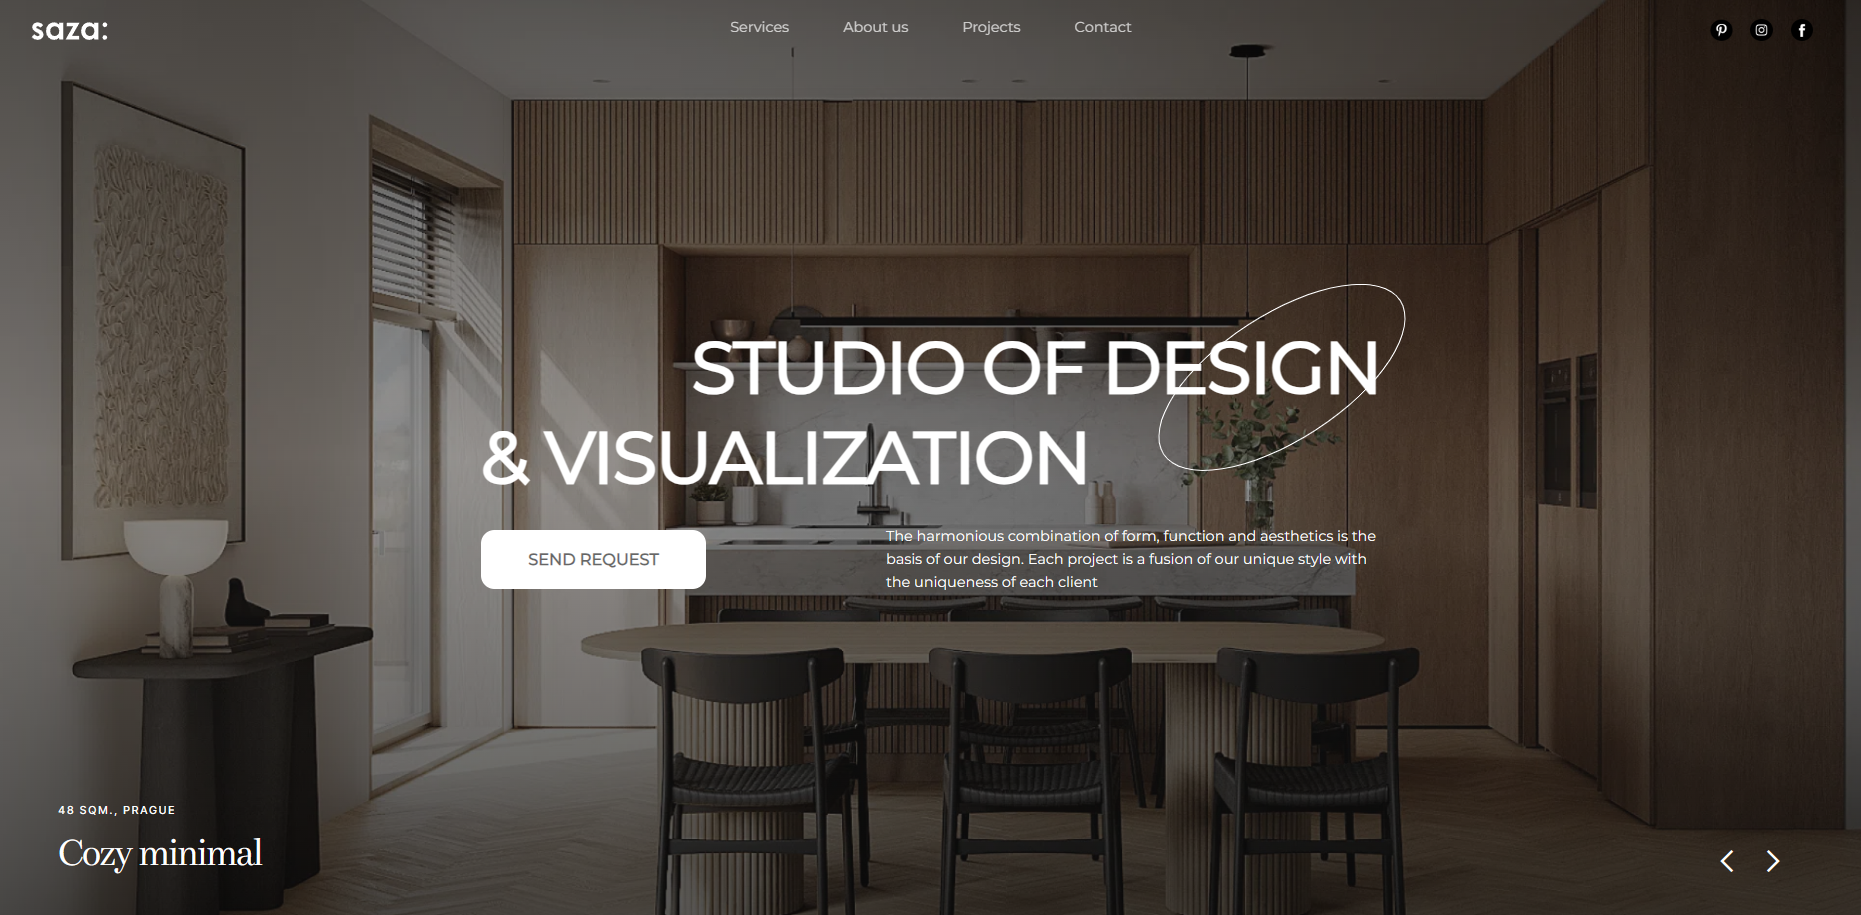 saza:
Services
About us
Projects
Contact
STUDIO OF DESIGN
& VISUALIZATION
SEND REQUEST
The harmonious combination of form, function and aesthetics is the
basis of our design. Each project is a fusion of our unique style with
the uniqueness of each client
48 SQM., PRAGUE
Cozy minimal